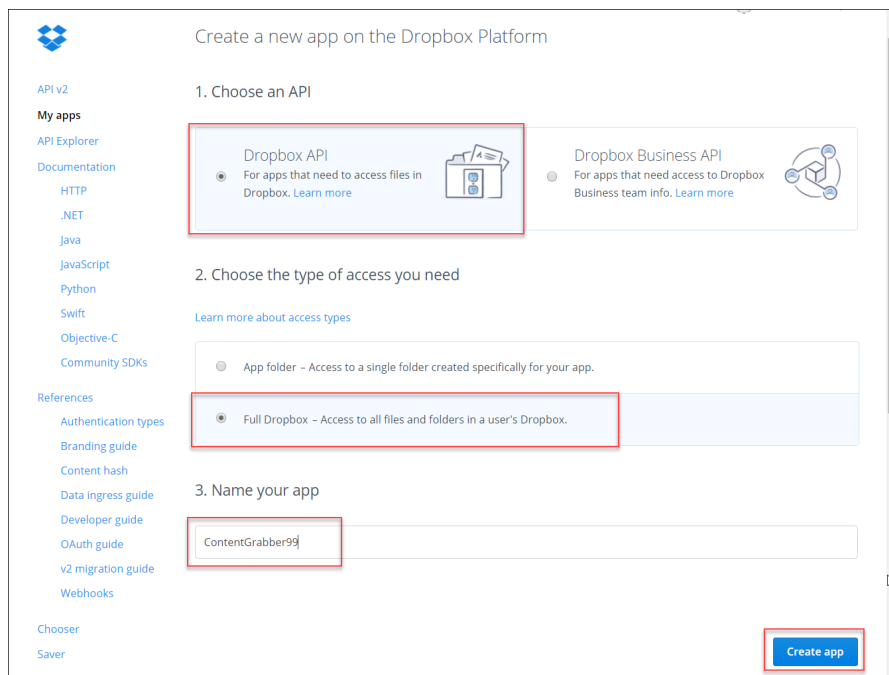 Create a new app on the Dropbox Platform
API v2
My apps
API Explorer
Documentation
HTTP
.NET
Java
JavaScript
Python
Swift
Objective-C
Community SDKs
References
Authentication types
Branding guide
Content hash
Data ingress guide
Developer guide
OAuth guide
v2 migration guide
Webhooks
Chooser
Saver
1. Choose an API
Dropbox API
For apps that need to access files in
Dropbox. Learn more
Dropbox Business API
For apps that need access to Dropbox
Business team info. Learn more
2. Choose the type of access you need
Learn more about access types
App folder – Access to a single folder created specifically for your app.
Full Dropbox – Access to all files and folders in a user's Dropbox.
3. Name your app
ContentGrabber99
Create app